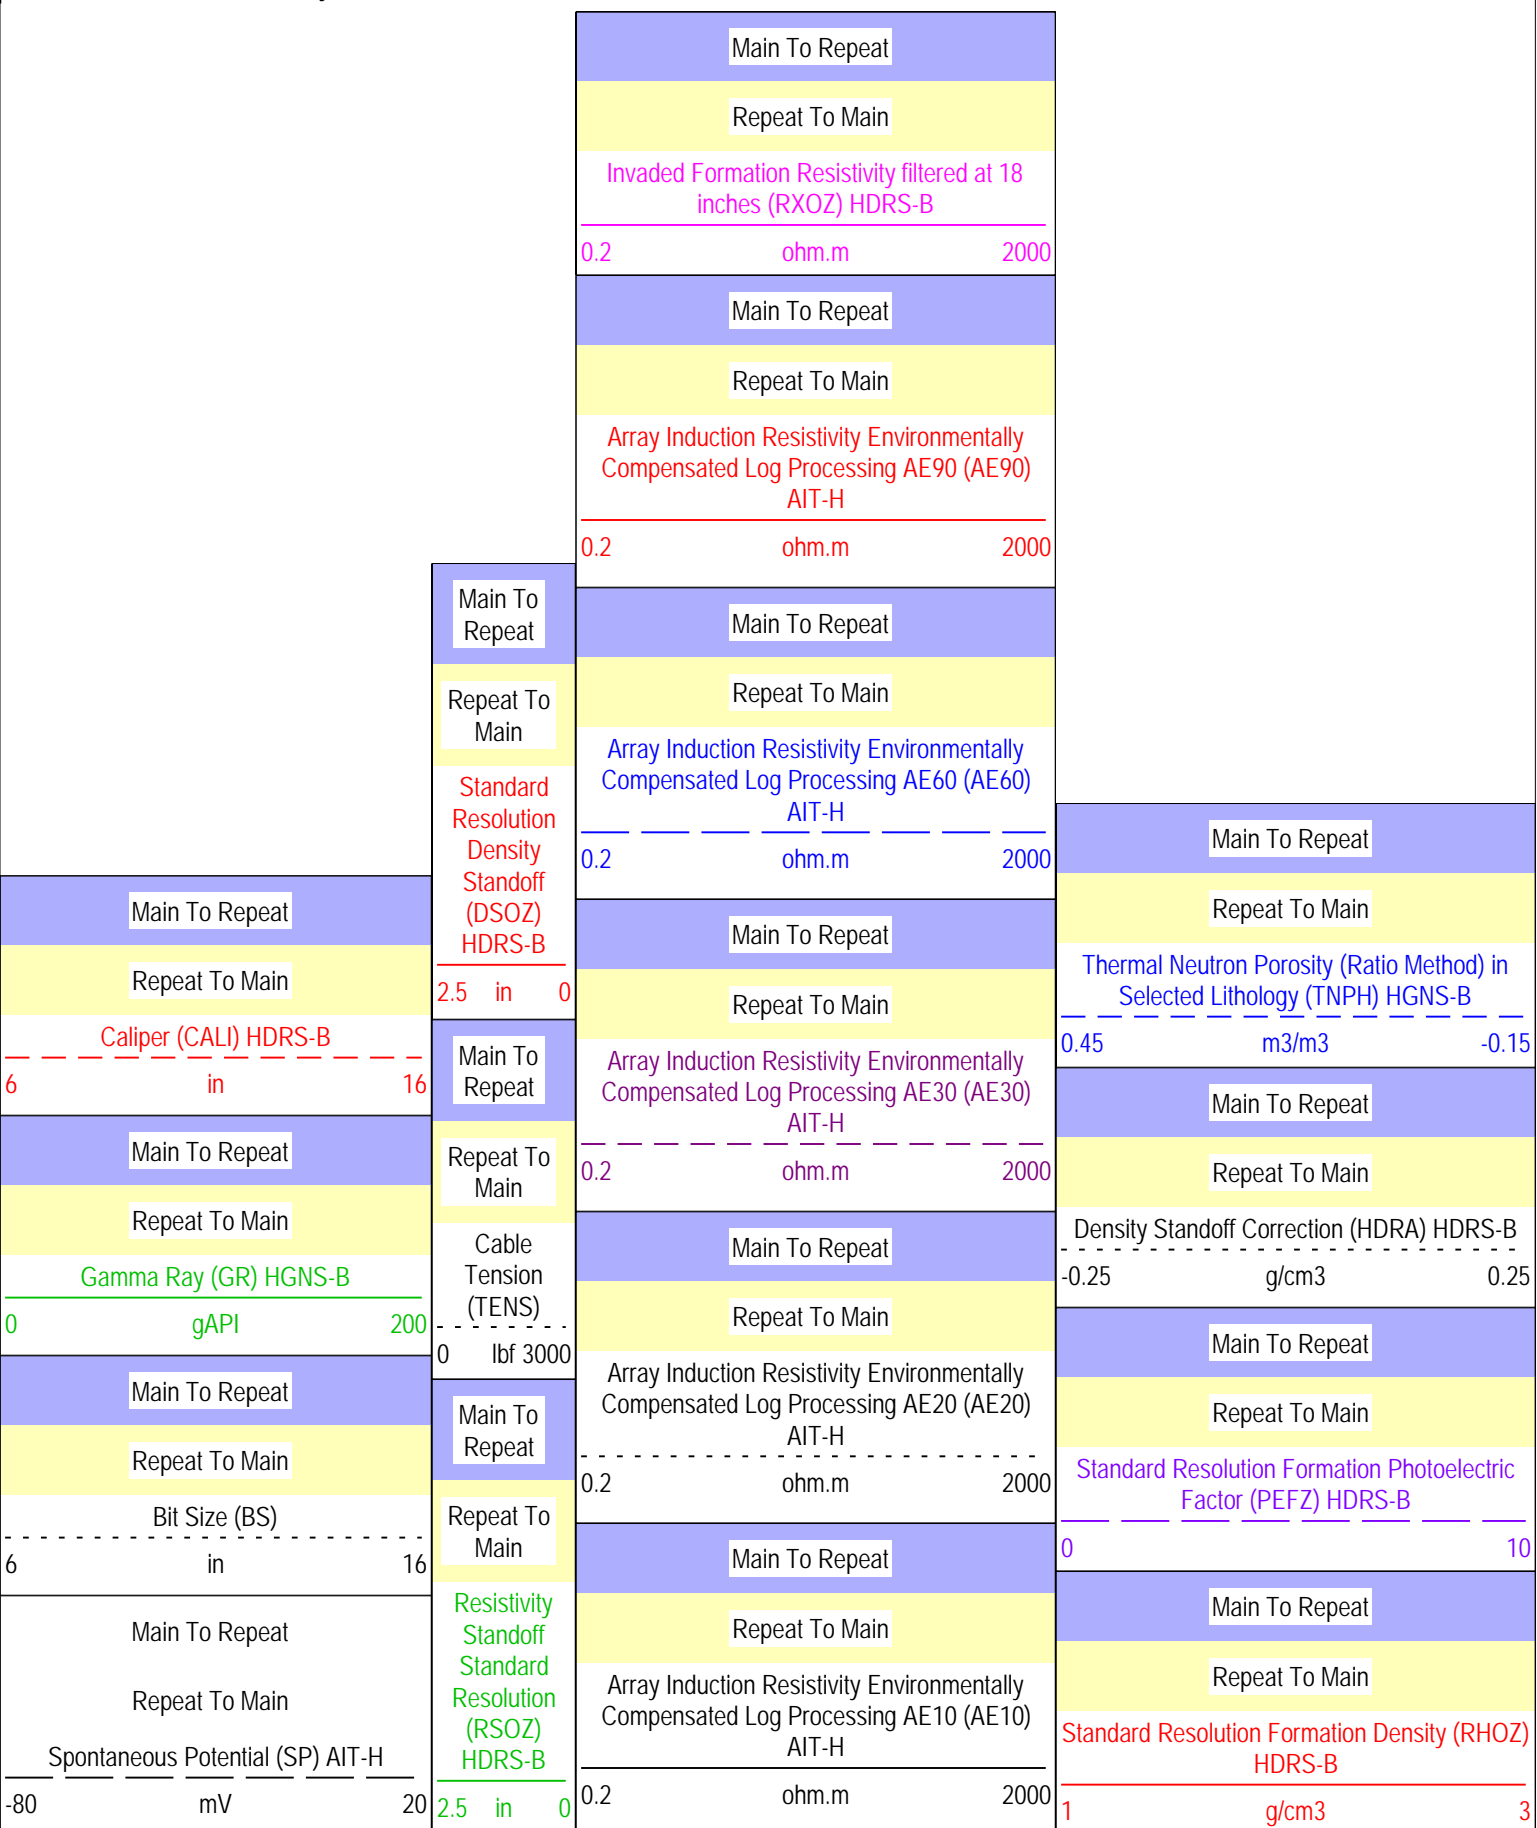 Main To Repeat
Repeat To Main
Invaded Formation Resistivity filtered at 18
inches (RXOZ) HDRS-B
0.2 ohm.m 2000
Main To Repeat
Repeat To Main
Array Induction Resistivity Environmentally
Compensated Log Processing AE90 (AE90)
AIT-H
0.2 ohm.m 2000
Main To Repeat
Repeat To Main
Array Induction Resistivity Environmentally
Compensated Log Processing AE60 (AE60)
AIT-H
0.2 ohm.m 2000
Main To Repeat
Repeat To Main
Array Induction Resistivity Environmentally
Compensated Log Processing AE30 (AE30)
AIT-H
0.2 ohm.m 2000
Main To Repeat
Repeat To Main
Array Induction Resistivity Environmentally
Compensated Log Processing AE20 (AE20)
AIT-H
0.2 ohm.m 2000
Main To Repeat
Repeat To Main
Array Induction Resistivity Environmentally
Compensated Log Processing AE10 (AE10)
AIT-H
0.2 ohm.m 2000
Main To
Repeat
Repeat To
Main
Standard
Resolution
Density
Standoff
(DSOZ)
HDRS-B
2.5 in 0
Main To
Repeat
Repeat To
Main
Cable
Tension
(TENS)
0 lbf 3000
Main To
Repeat
Repeat To
Main
Resistivity
Standoff
Standard
Resolution
(RSOZ)
HDRS-B
2.5 in 0
Main To Repeat
Repeat To Main
Caliper (CALI) HDRS-B
6 in 16
Main To Repeat
Repeat To Main
Gamma Ray (GR) HGNS-B
0 gAPI 200
Main To Repeat
Repeat To Main
Bit Size (BS)
6 in 16
Main To Repeat
Repeat To Main
Spontaneous Potential (SP) AIT-H
-80 mV 20
Main To Repeat
Repeat To Main
Thermal Neutron Porosity (Ratio Method) in
Selected Lithology (TNPH) HGNS-B
0.45 m3/m3 -0.15
Main To Repeat
Repeat To Main
Density Standoff Correction (HDRA) HDRS-B
-0.25 g/cm3 0.25
Main To Repeat
Repeat To Main
Standard Resolution Formation Photoelectric
Factor (PEFZ) HDRS-B
0 10
Main To Repeat
Repeat To Main
Standard Resolution Formation Density (RHOZ)
HDRS-B
1 g/cm3 3